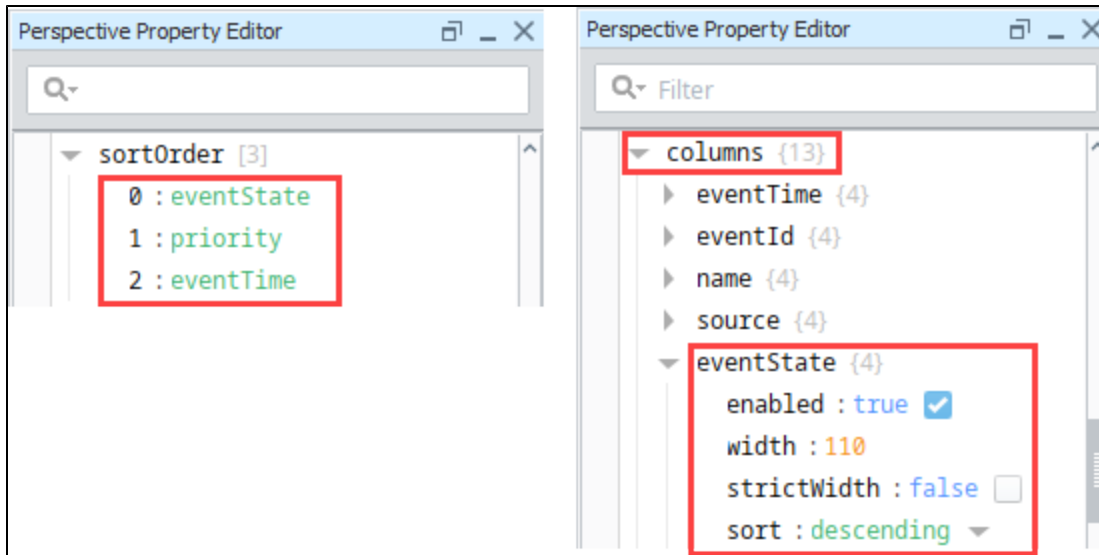 Perspective Property Editor
sortOrder [3]
0 : eventState
1 : priority
2 : eventTime
Perspective Property Editor
Filter
columns {13}
eventTime {4}
eventId {4}
name {4}
source {4}
eventState {4}
enabled : true
width : 110
strictWidth : false
sort : descending